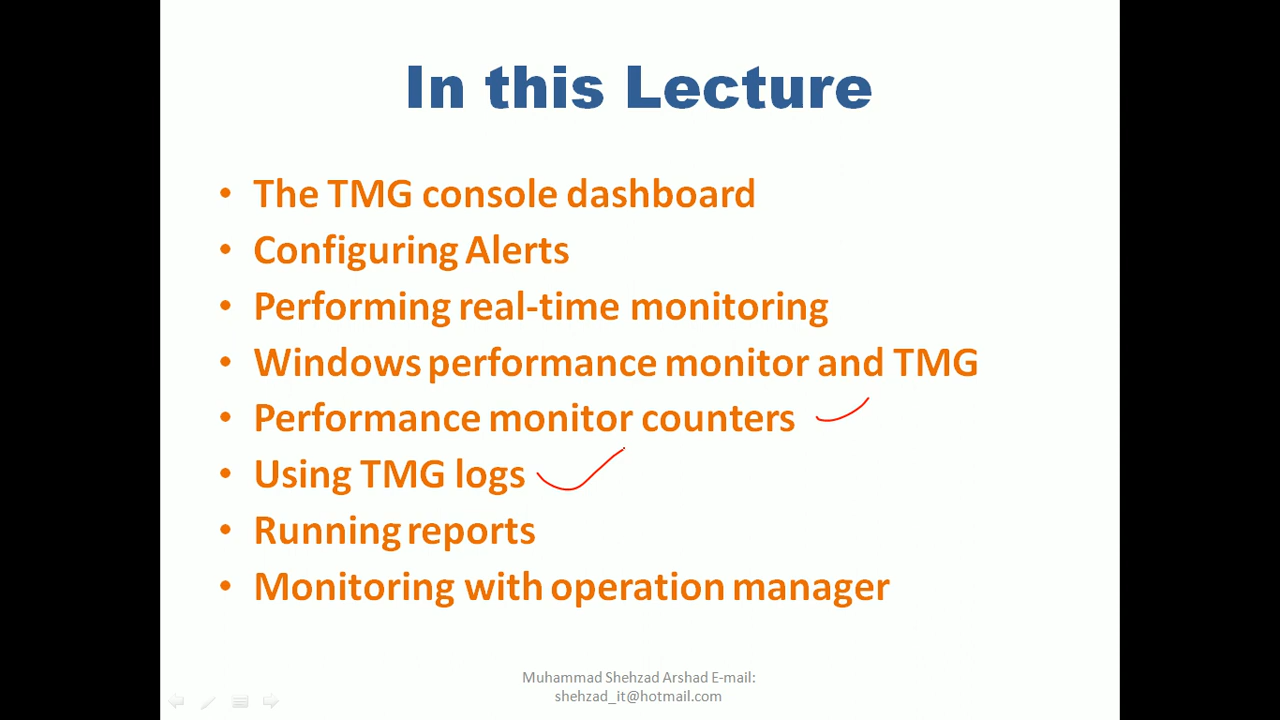 In this Lecture
• The TMG console dashboard
• Configuring Alerts
• Performing real-time monitoring
• Windows performance monitor and TMG
• Performance monitor counters
• Using TMG logs
• Running reports
• Monitoring with operation manager
Muhammad Shehzad Arshad E-mail:
shehzad_it@hotmail.com